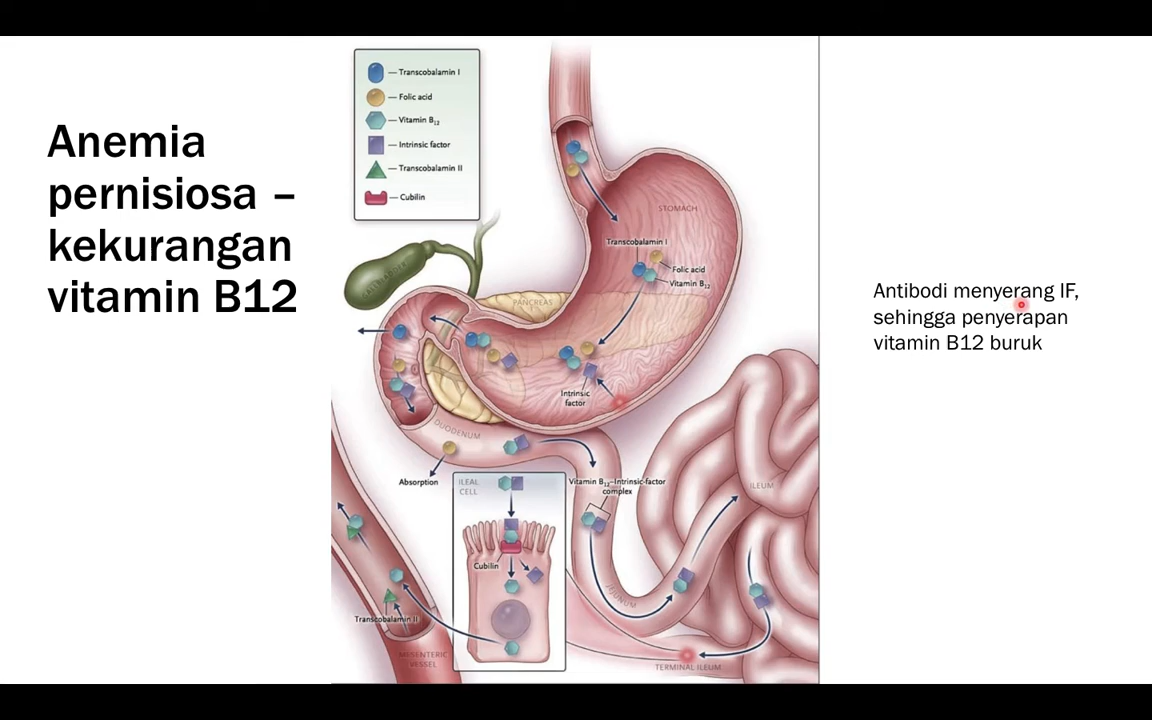 Anemia
pernisiosa –
kekurangan
vitamin B12
Transcobalamin I
Folic acid
Vitamin B12
Intrinsic factor
Transcobalamin II
Cubilin
STOMACH
Transcobalamin I
Folic acid
Vitamin B12
GALLBLADDER
PANCREAS
Intrinsic
factor
DUODENUM
Absorption
ILEAL
CELL
Vitamin B12–Intrinsic-factor
complex
ILEUM
Cubilin
JEJUNUM
Transcobalamin II
MESENTERIC
VESSEL
TERMINAL ILEUM
Antibodi menyerang IF,
sehingga penyerapan
vitamin B12 buruk